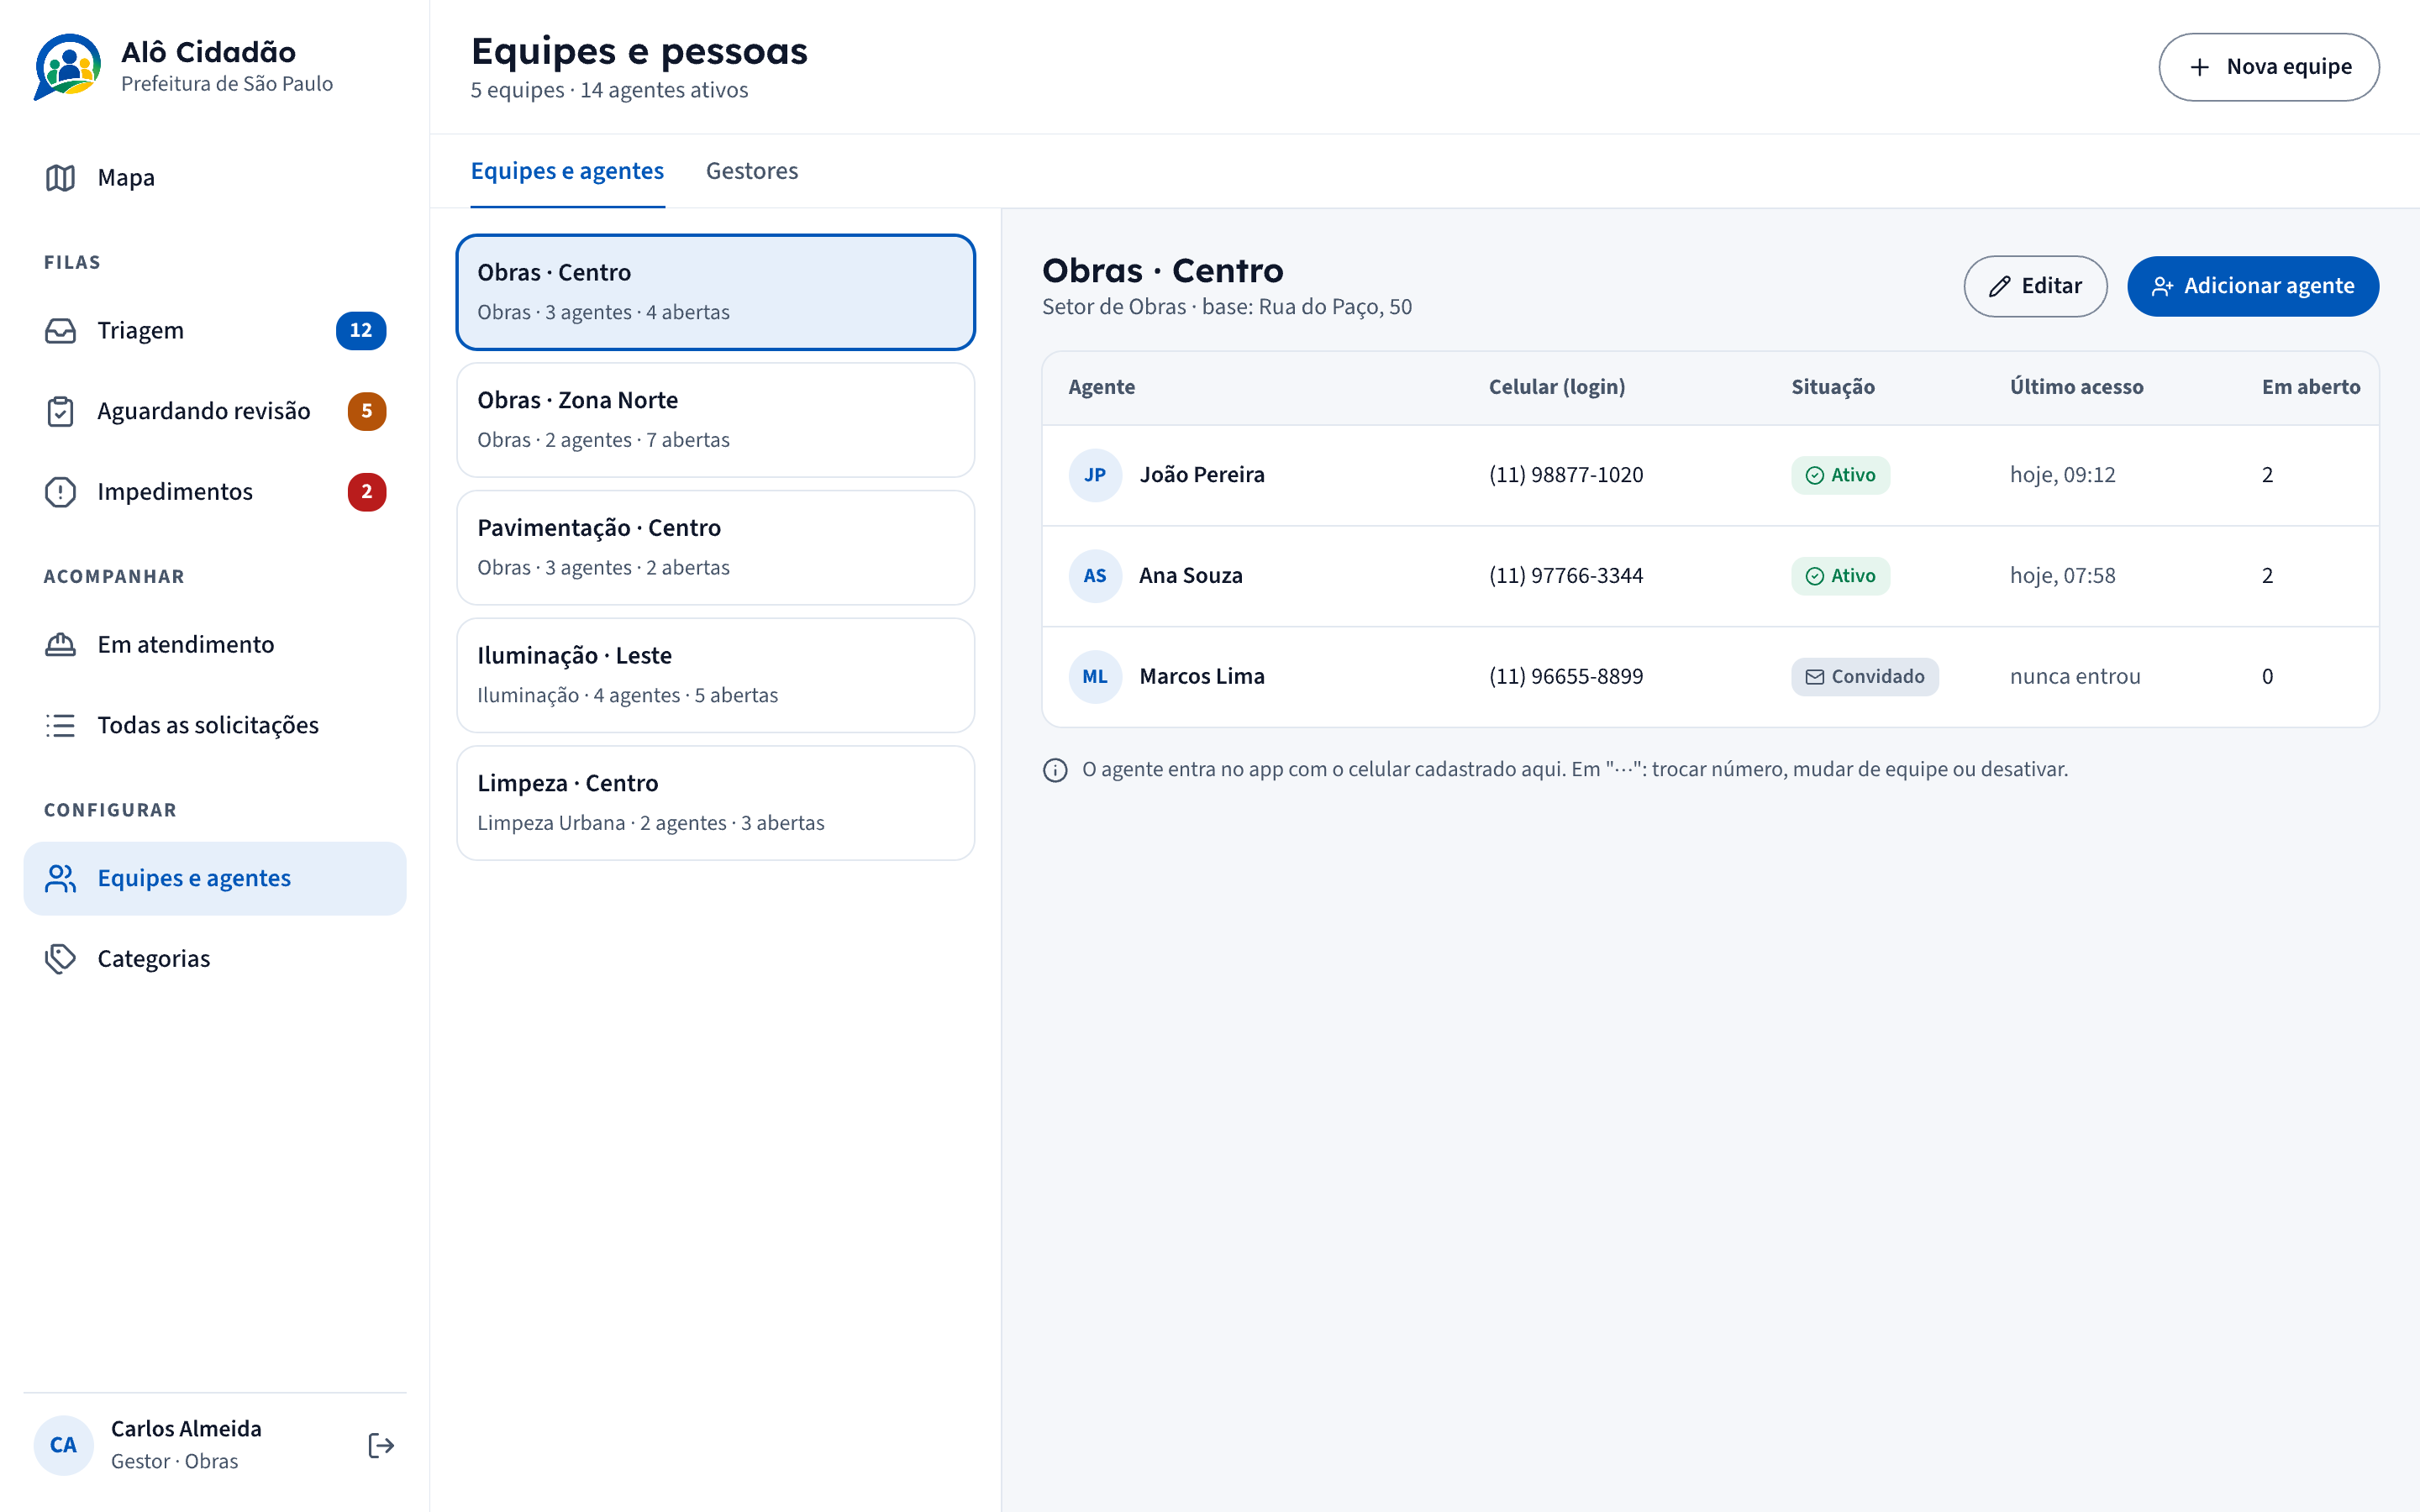 Alô Cidadão
Prefeitura de São Paulo
Mapa
FILAS
Triagem 12
Aguardando revisão 5
Impedimentos 2
ACOMPANHAR
Em atendimento
Todas as solicitações
CONFIGURAR
Equipes e agentes
Categorias
CA
Carlos Almeida
Gestor · Obras
Equipes e pessoas
5 equipes · 14 agentes ativos
Nova equipe
Equipes e agentes Gestores
Obras · Centro
Obras · 3 agentes · 4 abertas
Obras · Zona Norte
Obras · 2 agentes · 7 abertas
Pavimentação · Centro
Obras · 3 agentes · 2 abertas
Iluminação · Leste
Iluminação · 4 agentes · 5 abertas
Limpeza · Centro
Limpeza Urbana · 2 agentes · 3 abertas
Obras · Centro
Setor de Obras · base: Rua do Paço, 50
Editar Adicionar agente
Agente Celular (login) Situação Último acesso Em aberto
JP João Pereira (11) 98877-1020 Ativo hoje, 09:12 2
AS Ana Souza (11) 97766-3344 Ativo hoje, 07:58 2
ML Marcos Lima (11) 96655-8899 Convidado nunca entrou 0
O agente entra no app com o celular cadastrado aqui. Em "···": trocar número, mudar de equipe ou desativar.